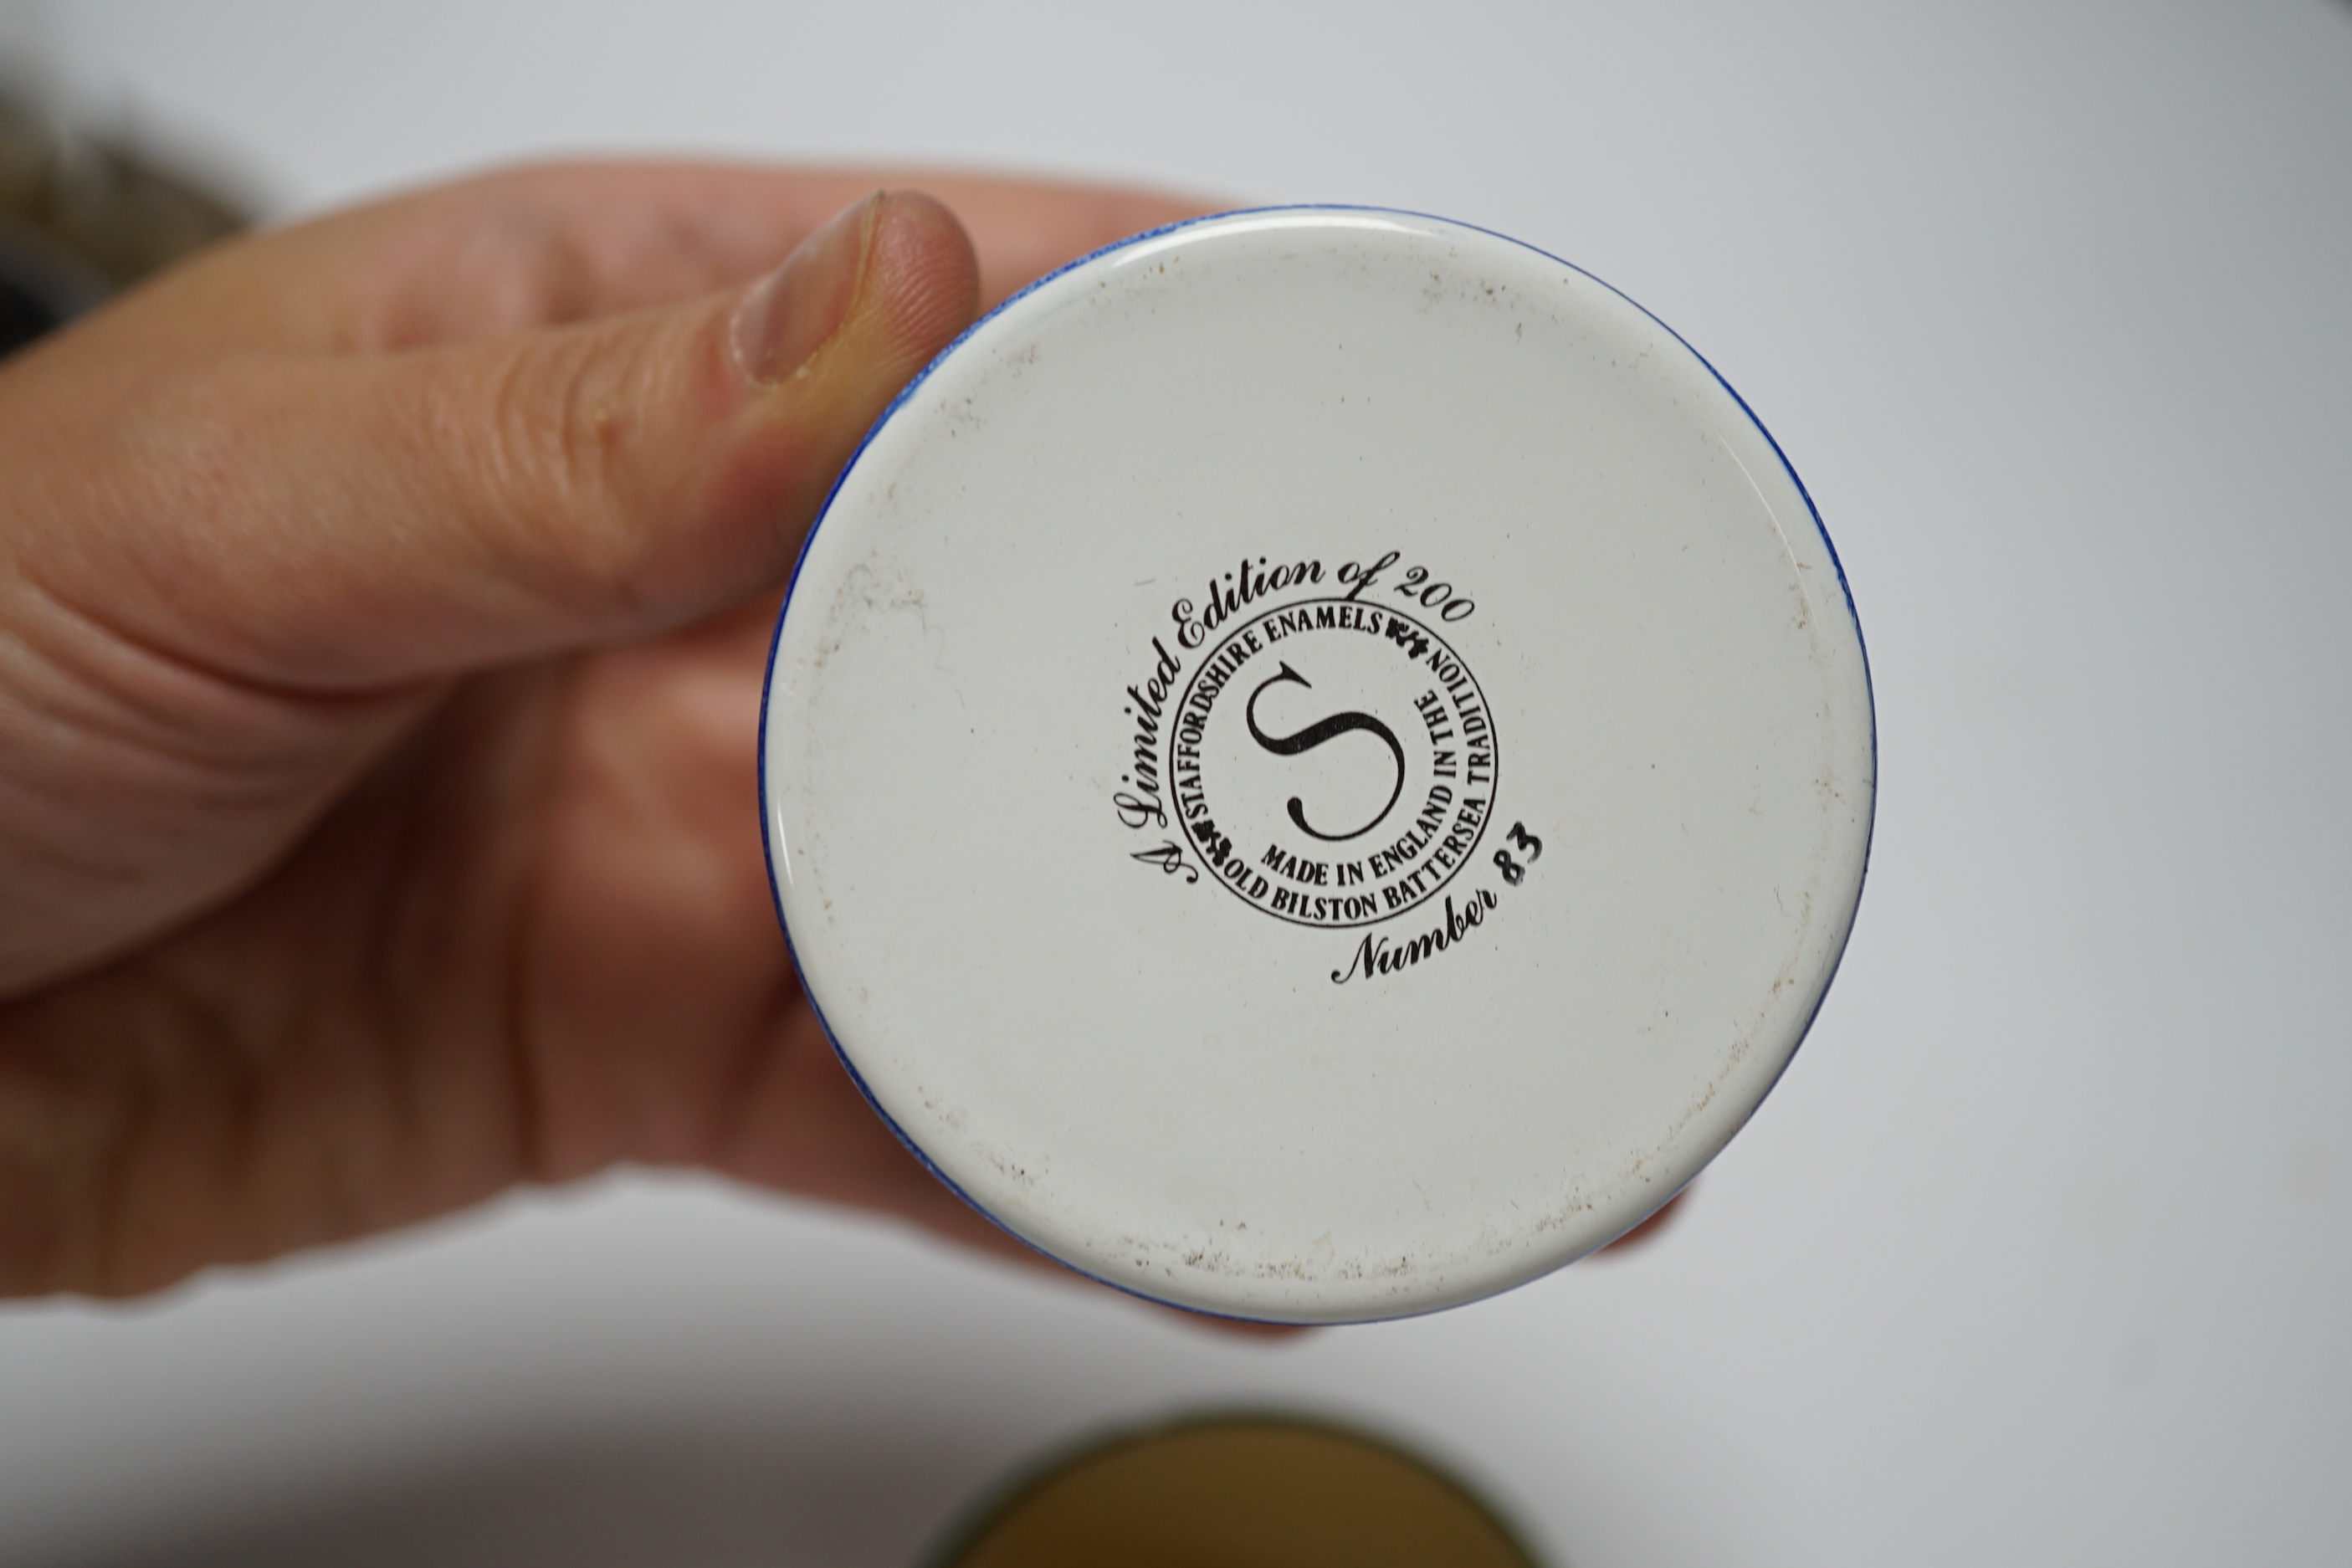 A Limited Edition of 200
STAFFORDSHIRE ENAMELS
S
MADE IN ENGLAND IN THE
OLD BILSTON BATTERSEA TRADITION
Number 83